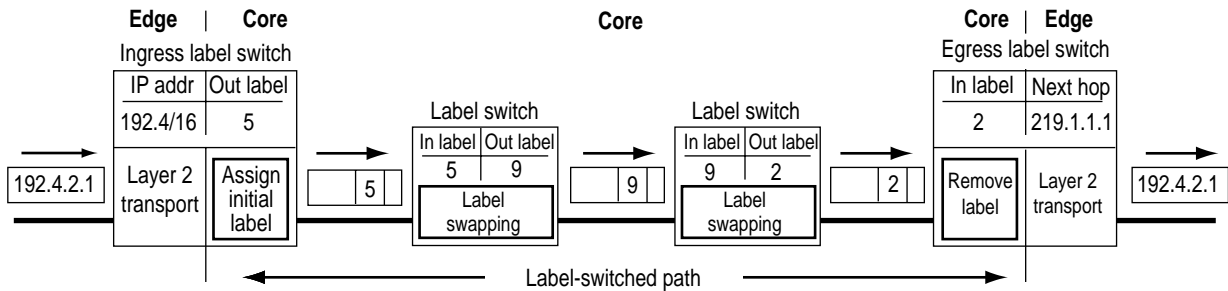 Edge | Core
Core
Core | Edge
Ingress label switch
Egress label switch
IP addr Out label
192.4/16 5
Label switch
In label Out label
5 9
Label switch
In label Out label
9 2
In label Next hop
2 219.1.1.1
192.4.2.1
Layer 2
transport
Assign
initial
label
5
Label
swapping
9
Label
swapping
2
Remove
label
Layer 2
transport
192.4.2.1
Label-switched path